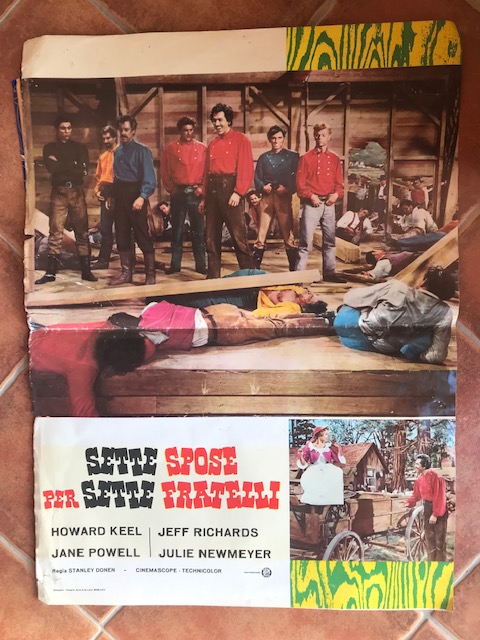 SETTE SPOSE
PER SETTE FRATELLI
HOWARD KEEL
JEFF RICHARDS
JANE POWELL
JULIE NEWMEYER
Regia STANLEY DONEN - CINEMASCOPE - TECHNICOLOR